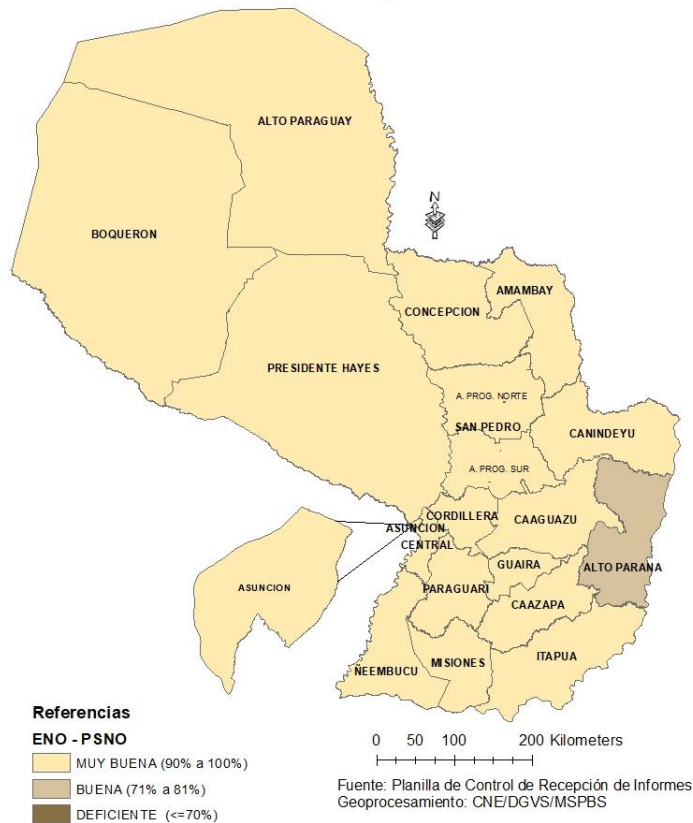 ALTO PARAGUAY
BOQUERON
N
AMAMBAY
CONCEPCION
PRESIDENTE HAYES
A. PROG. NORTE
SAN PEDRO
CANINDEYU
A. PROG. SUR
CORDILLERA
ASUNCION
CAAGUAZU
CENTRAL
GUAIRA
ALTO PARANA
ASUNCION
PARAGUARI
CAAZAPA
ITAPUA
MISIONES
ÑEEMBUCU
Referencias
ENO - PSNO
MUY BUENA (90% a 100%)
BUENA (71% a 81%)
DEFICIENTE (<=70%)
0 50 100 200 Kilometers
Fuente: Planilla de Control de Recepción de Informes
Geoprocesamiento: CNE/DGVS/MSPBS